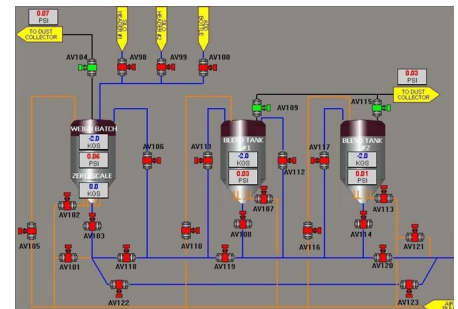 0.07
PSI
TO DUST
COLLECTOR
AV104
AV98
AV99
AV100
0.03
PSI
TO DUST
COLLECTOR
AV109
AV115
WEIGH BATCH
-2.0
KGS
0.06
PSI
ZERO SCALE
0.0
KGS
AV106
AV111
BLEND TANK
#1
-2.0
KGS
0.03
PSI
AV107
AV112
AV117
BLEND TANK
#2
-2.0
KGS
0.01
PSI
AV113
AV102
AV103
AV105
AV101
AV118
AV110
AV108
AV119
AV116
AV114
AV121
AV120
AV122
AV123